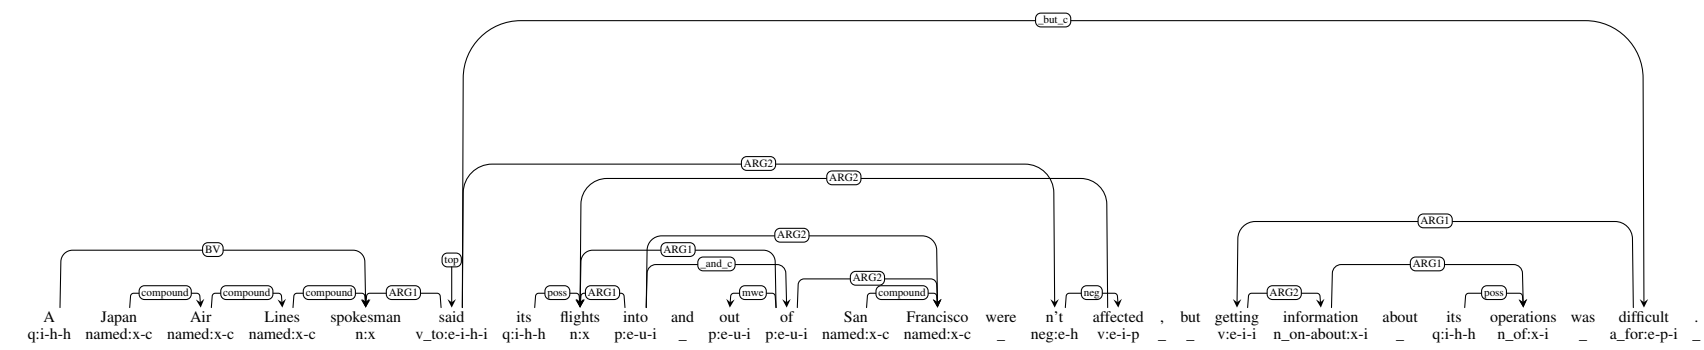 _but_c
ARG2
ARG2
ARG1
ARG2
BV ARG1 
top _and_c ARG1
ARG2
compound compound compound ARG1 poss ARG1 mwe compound neg ARG2 poss
A Japan Air Lines spokesman said its flights into and out of San Francisco were n't affected , but getting information about its operations was difficult .
q:i-h-h named:x-c named:x-c named:x-c n:x v_to:e-i-h-i q:i-h-h n:x p:e-u-i _ p:e-u-i p:e-u-i named:x-c named:x-c _ neg:e-h v:e-i-p _ _ v:e-i-i n_on-about:x-i _ q:i-h-h n_of:x-i _ a_for:e-p-i _